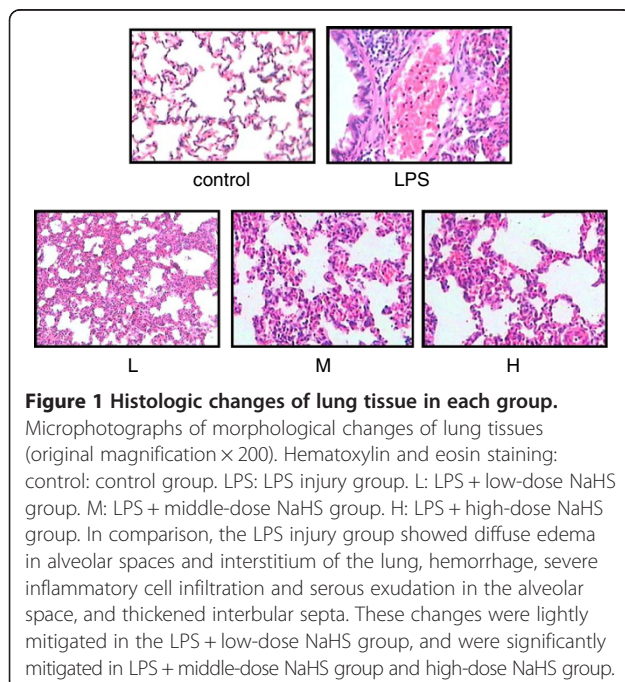 control LPS
L M H
Figure 1 Histologic changes of lung tissue in each group.
Microphotographs of morphological changes of lung tissues
(original magnification × 200). Hematoxylin and eosin staining:
control: control group. LPS: LPS injury group. L: LPS + low-dose NaHS
group. M: LPS + middle-dose NaHS group. H: LPS + high-dose NaHS
group. In comparison, the LPS injury group showed diffuse edema
in alveolar spaces and interstitium of the lung, hemorrhage, severe
inflammatory cell infiltration and serous exudation in the alveolar
space, and thickened interbular septa. These changes were lightly
mitigated in the LPS + low-dose NaHS group, and were significantly
mitigated in LPS + middle-dose NaHS group and high-dose NaHS group.